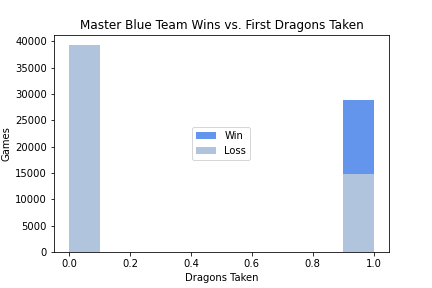 Master Blue Team Wins vs. First Dragons Taken
40000
35000
30000
25000
20000
15000
10000
5000
0
Games
Win
Loss
0.0 0.2 0.4 0.6 0.8 1.0
Dragons Taken